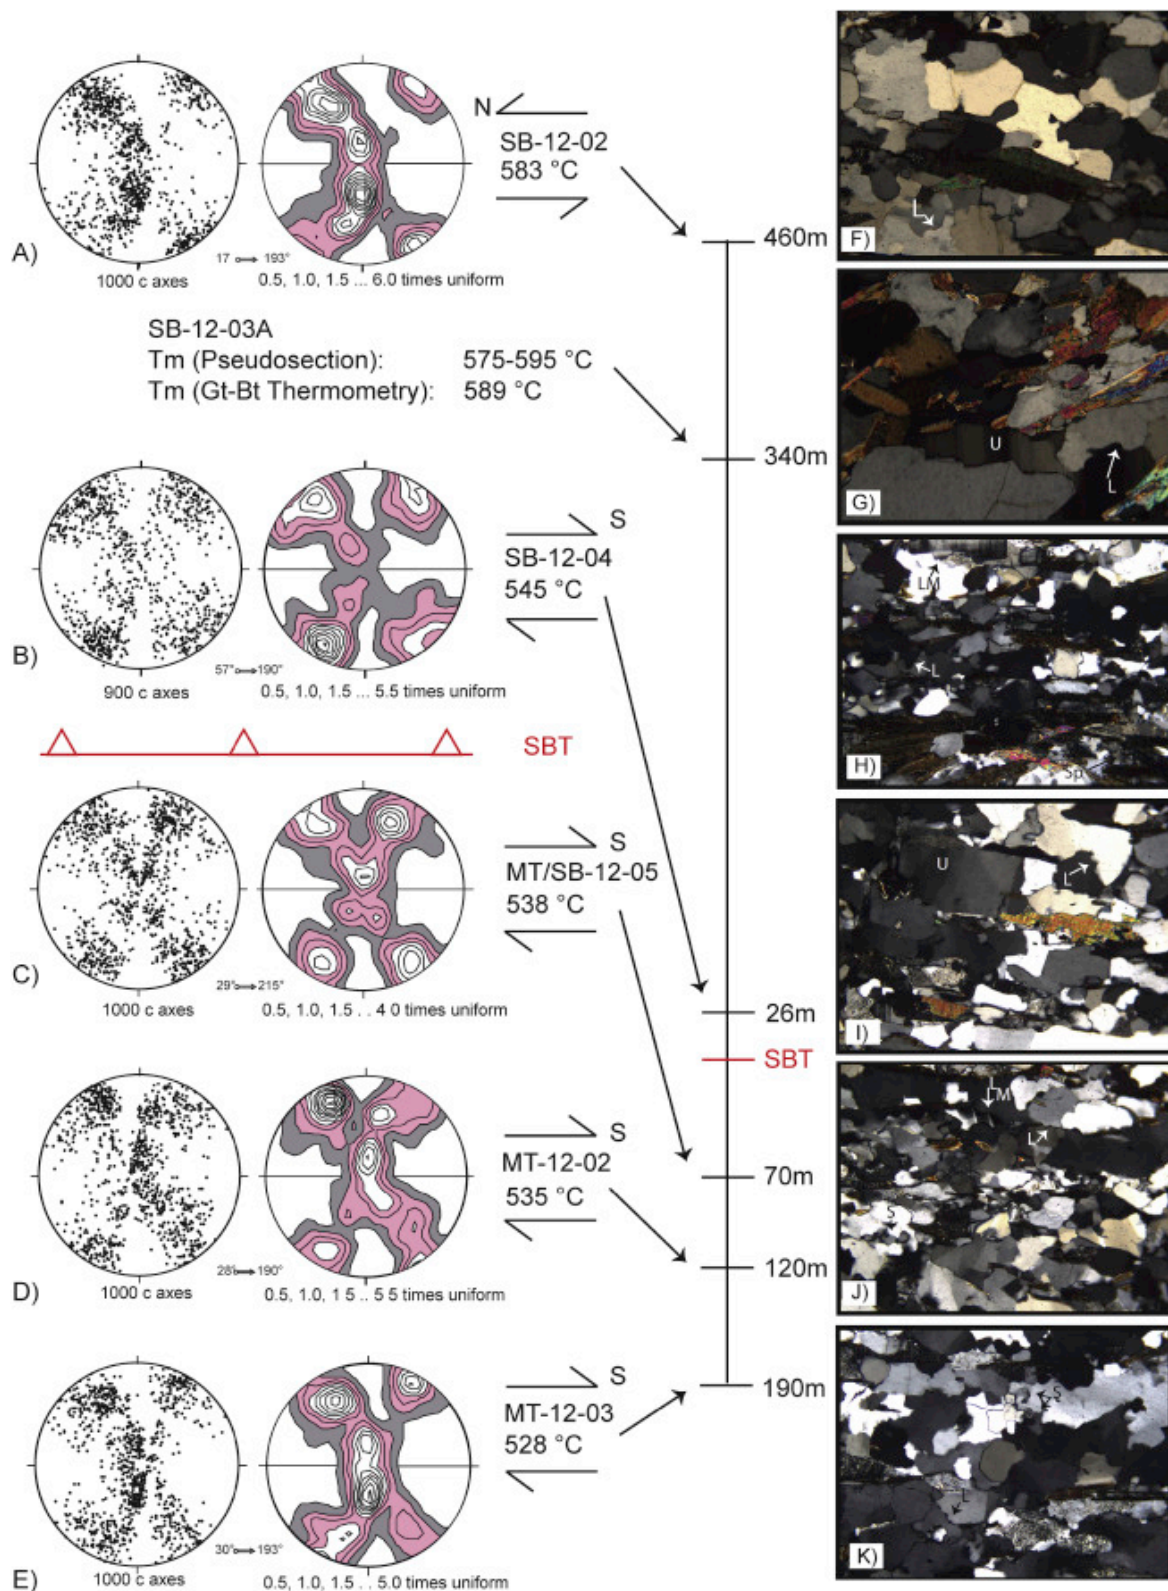 N
SB-12-02
583 °C
460m
A)
17 193°
1000 c axes
0.5, 1.0, 1.5 ... 6.0 times uniform
SB-12-03A
Tm (Pseudosection): 575-595 °C
Tm (Gt-Bt Thermometry): 589 °C
340m
S
SB-12-04
545 °C
B)
57° 190°
900 c axes
0.5, 1.0, 1.5 ... 5.5 times uniform
SBT
S
MT/SB-12-05
538 °C
C)
29° 215°
1000 c axes
0.5, 1.0, 1.5 . . 4 0 times uniform
26m
SBT
S
MT-12-02
535 °C
70m
120m
D)
28° 190°
1000 c axes
0.5, 1.0, 1 5 .. 5 5 times uniform
S
MT-12-03
528 °C
190m
E)
30° 193°
1000 c axes
0.5, 1.0, 1.5 . . 5.0 times uniform
L
F)
U
L
G)
LM
L
Sp
H)
U
L
I)
LM
L
S
J)
S
L
K)